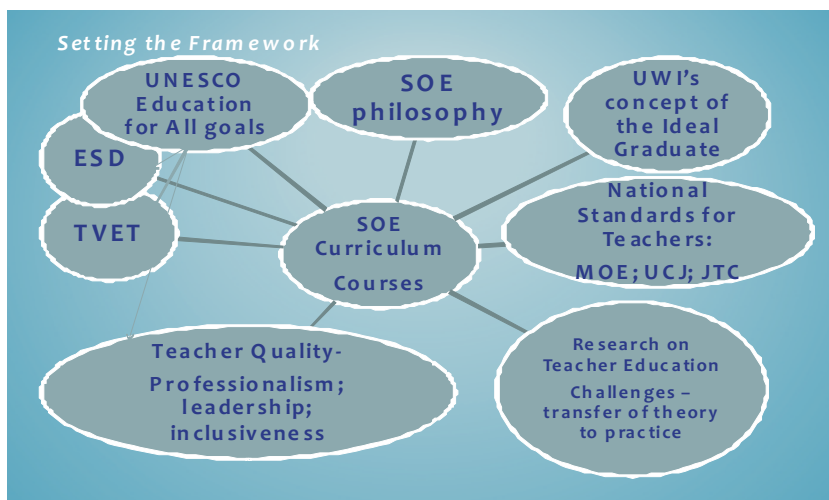 Setting the Framework
UNESCO
Education
for All goals
SOE
philosophy
UWI's
concept of
the Ideal
Graduate
ESD
TVET
SOE
Curriculum
Courses
National
Standards for
Teachers:
MOE; UCJ; JTC
Teacher Quality-
Professionalism;
leadership;
inclusiveness
Research on
Teacher Education
Challenges –
transfer of theory
to practice